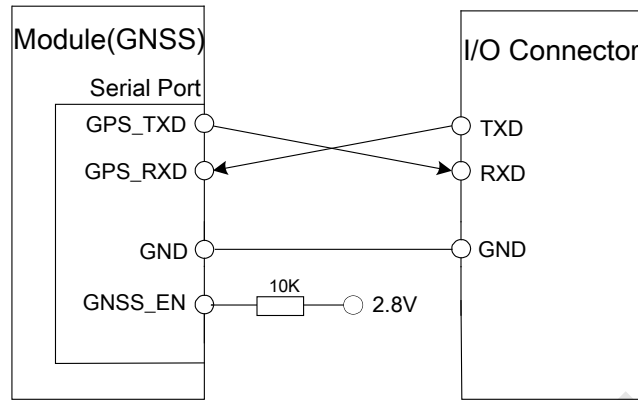 Module(GNSS)
I/O Connector
Serial Port
GPS_TXD
TXD
GPS_RXD
RXD
GND
GND
10K
GNSS_EN
2.8V